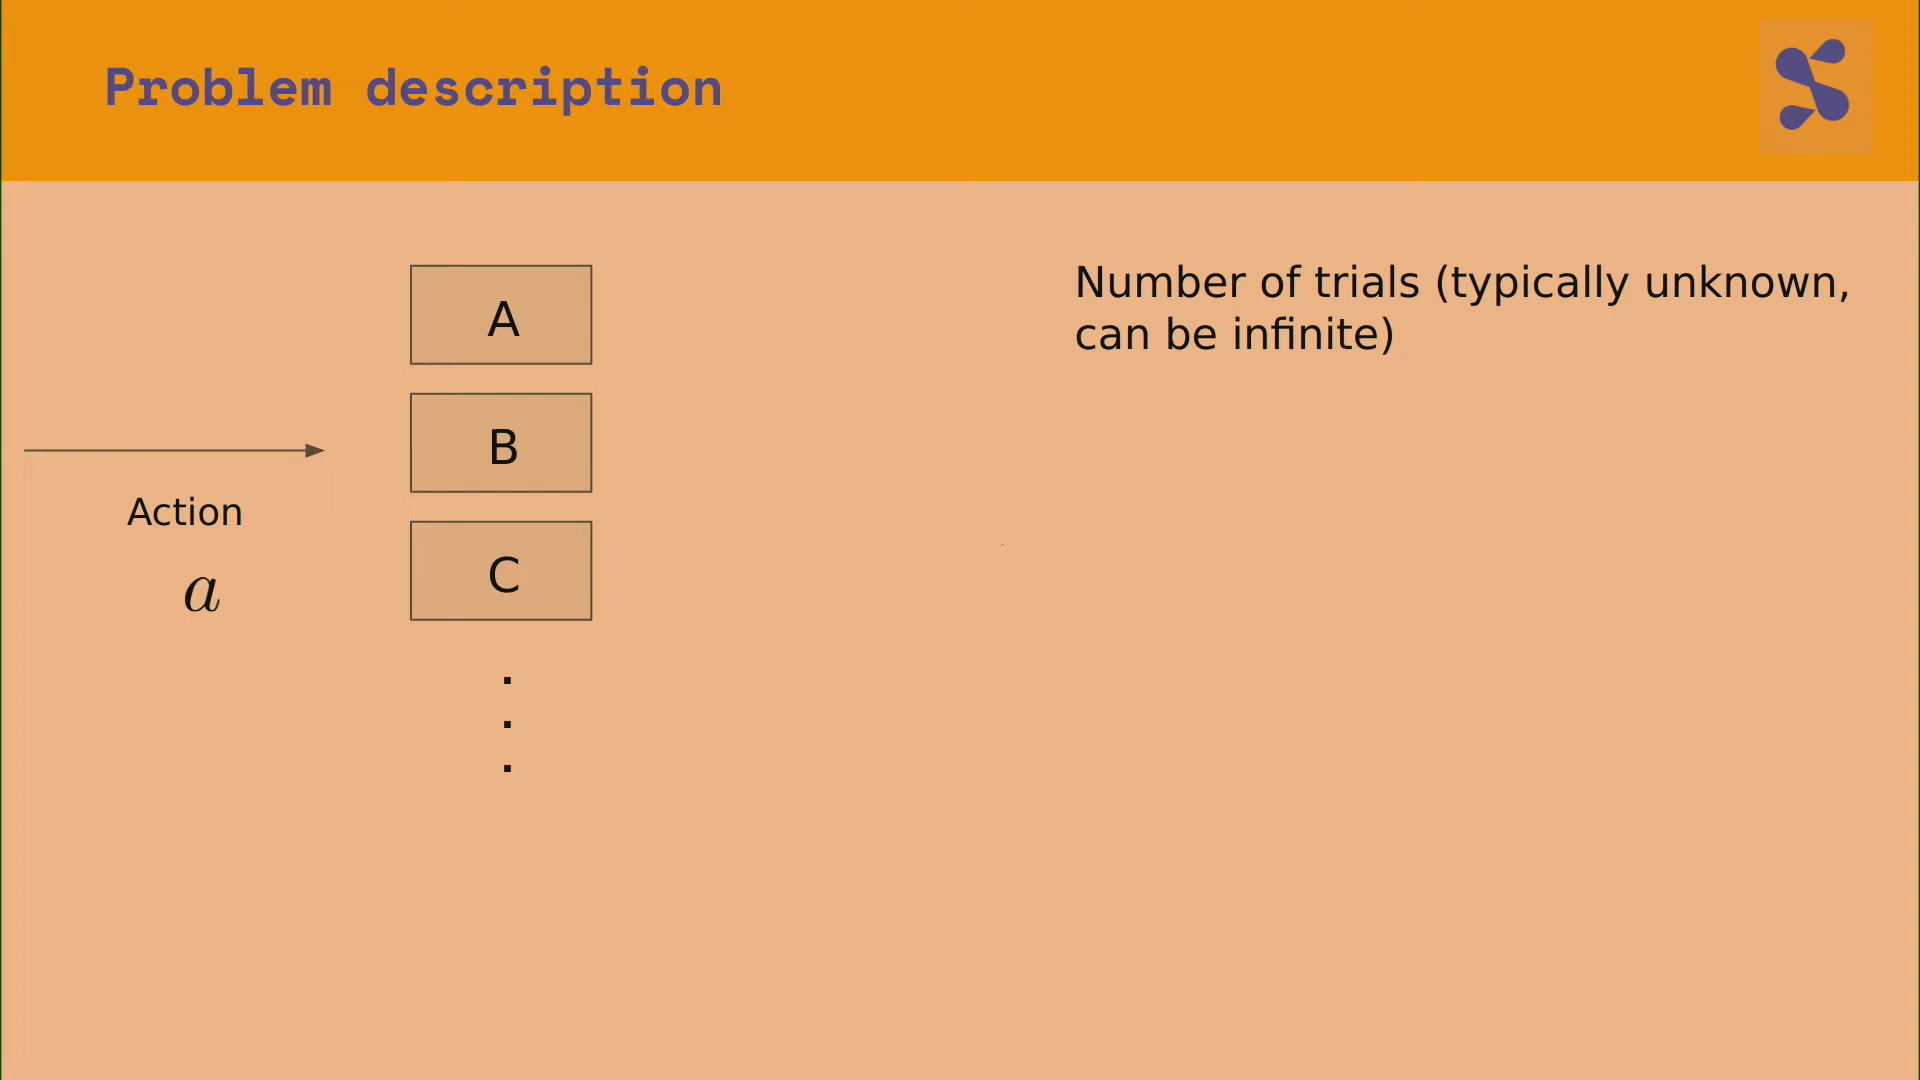 Problem description
A
B
C
Action
a
.
.
.
Number of trials (typically unknown,
can be infinite)